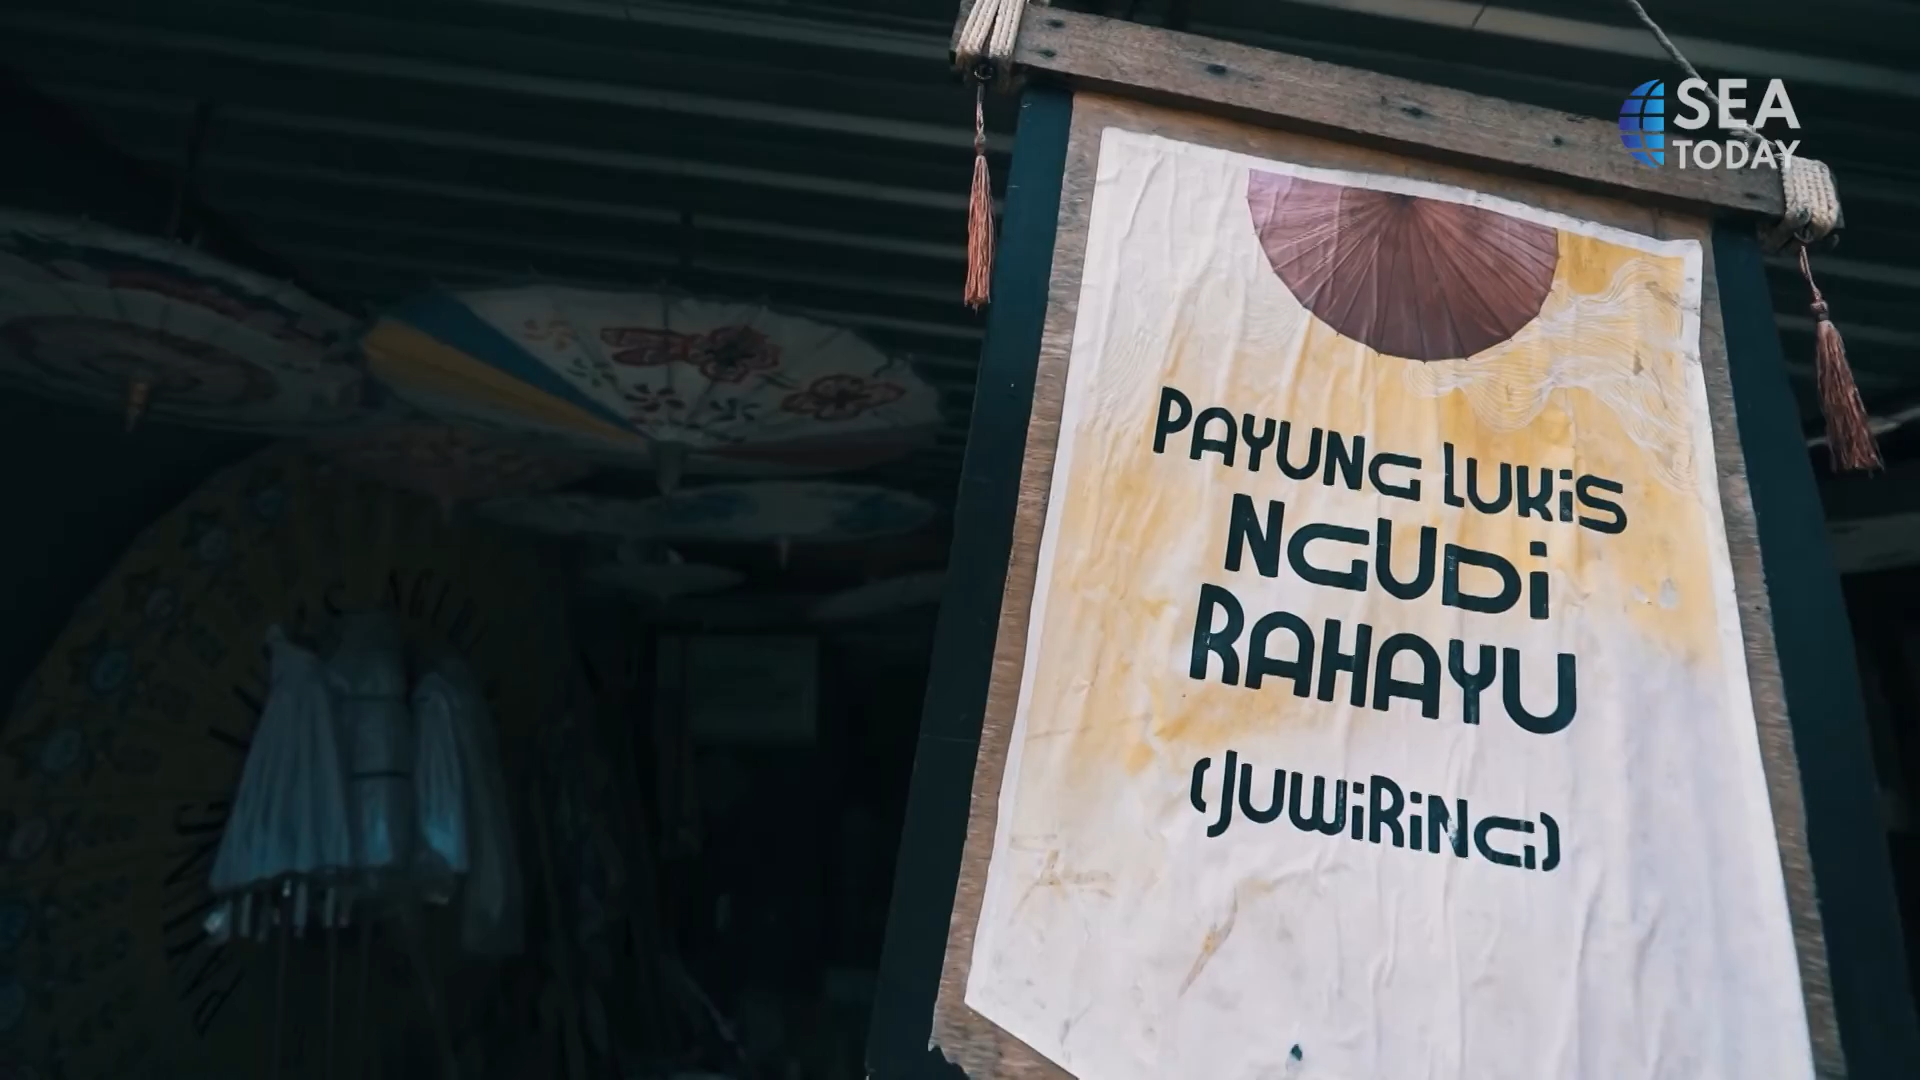 SEA
TODAY
PAYUNG LUKiS
NGUDi
RAHAYU
(JUWiRiNG)